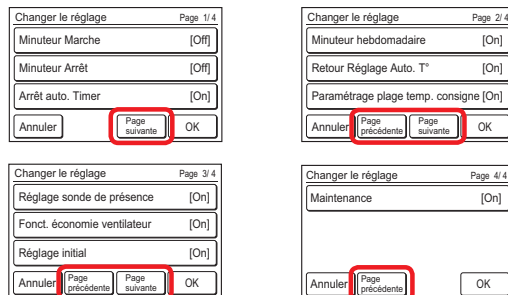 Changer le réglage Page 1/4
Minuteur Marche [Off]
Minuteur Arrêt [Off]
Arrêt auto. Timer [On]
Annuler Page suivante OK
Changer le réglage Page 2/4
Minuteur hebdomadaire [On]
Retour Réglage Auto. T° [On]
Paramétrage plage temp. consigne [On]
Annuler Page précédente Page suivante OK
Changer le réglage Page 3/4
Réglage sonde de présence [On]
Fonct. économie ventilateur [On]
Réglage initial [On]
Annuler Page précédente Page suivante OK
Changer le réglage Page 4/4
Maintenance [On]
Annuler Page précédente OK